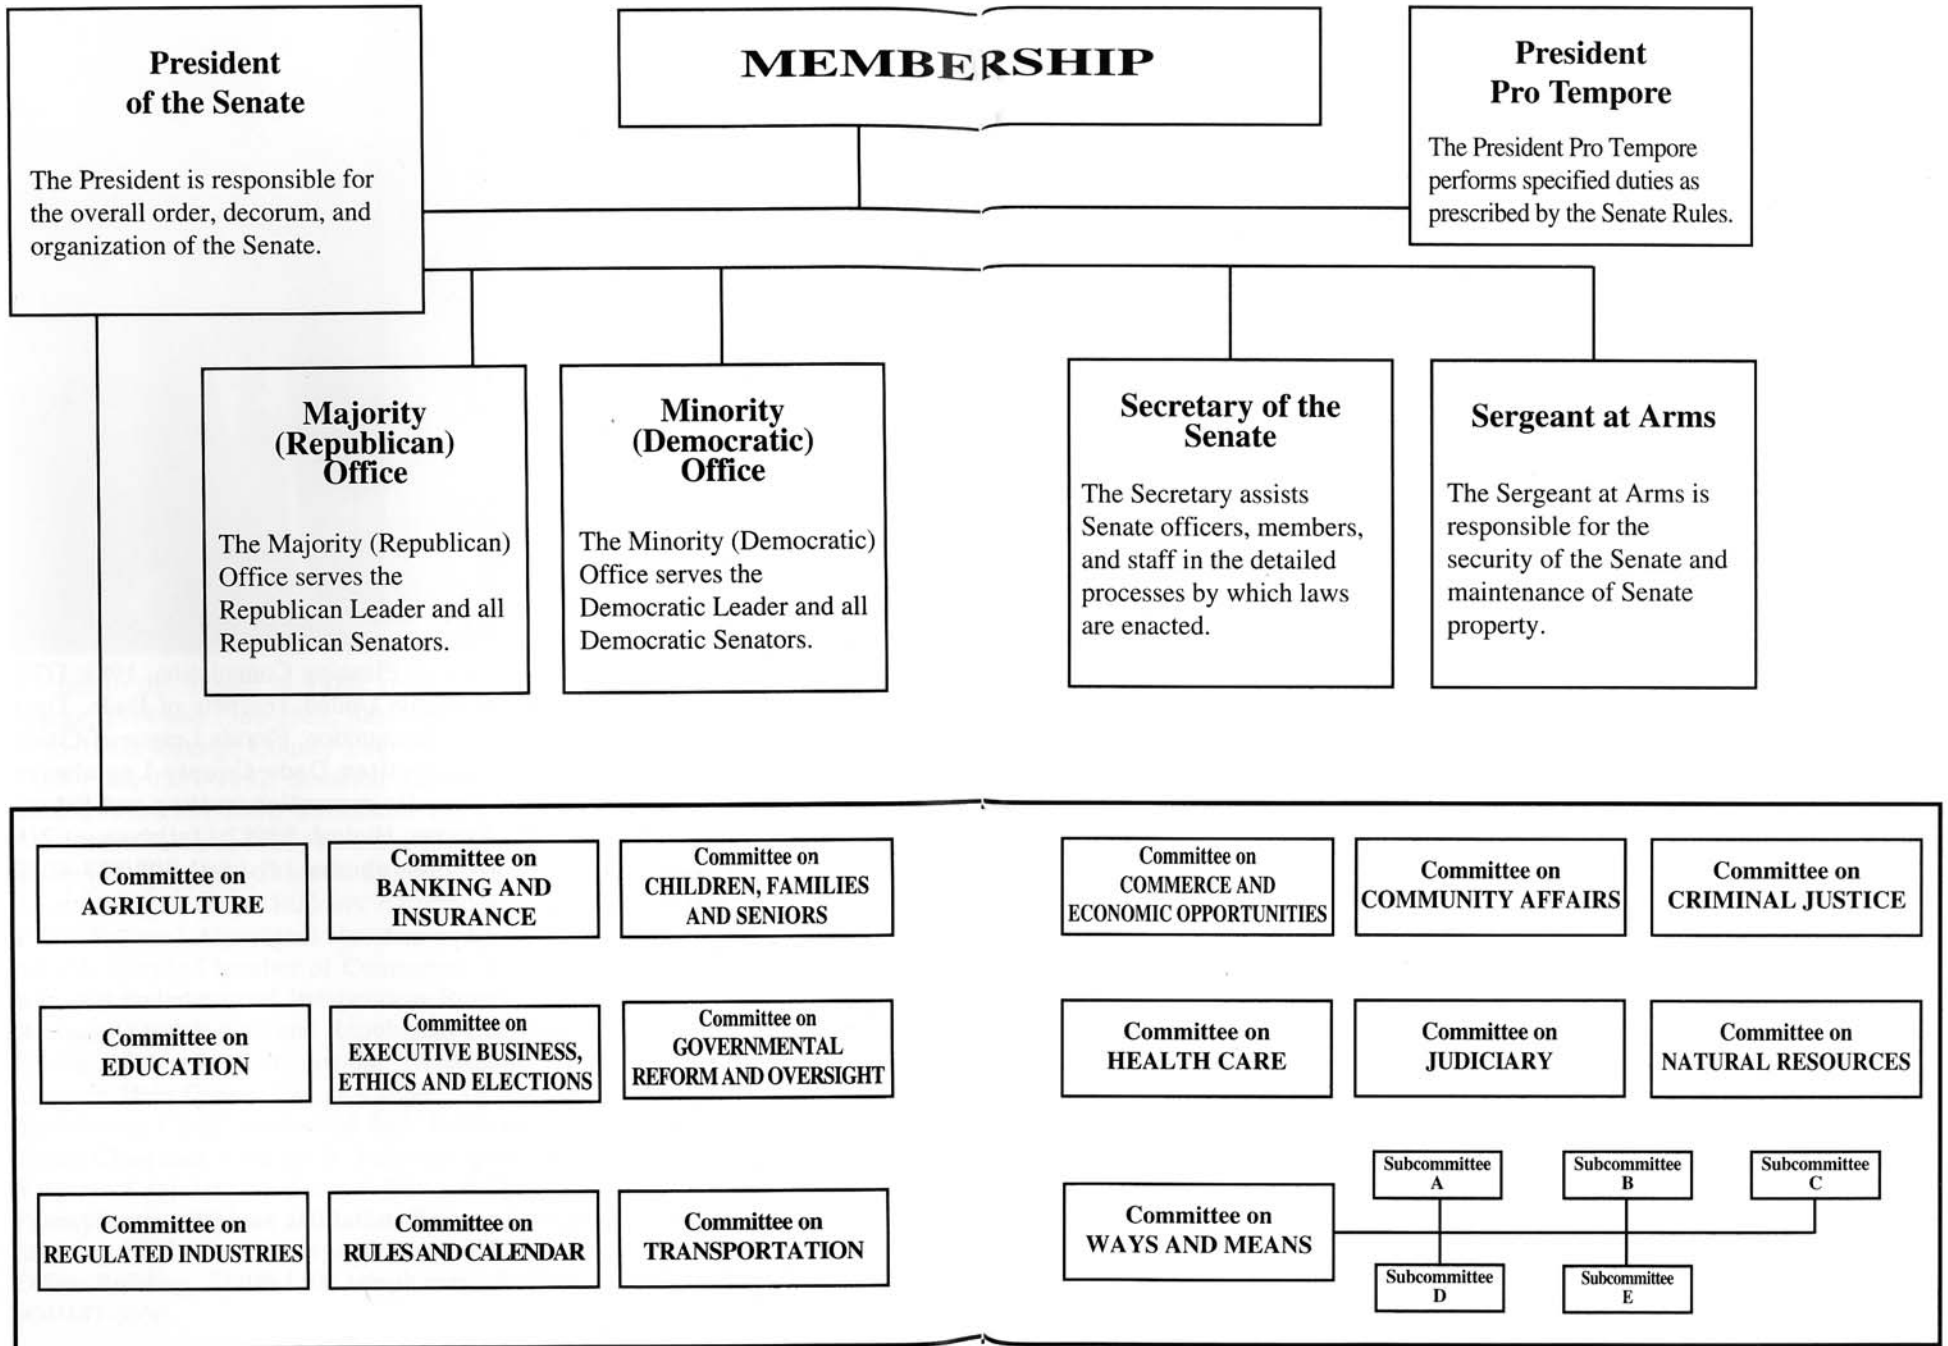 President
of the Senate
The President is responsible for
the overall order, decorum, and
organization of the Senate.
MEMBERSHIP
President
Pro Tempore
The President Pro Tempore
performs specified duties as
prescribed by the Senate Rules.
Majority
(Republican)
Office
The Majority (Republican)
Office serves the
Republican Leader and all
Republican Senators.
Minority
(Democratic)
Office
The Minority (Democratic)
Office serves the
Democratic Leader and all
Democratic Senators.
Secretary of the
Senate
The Secretary assists
Senate officers, members,
and staff in the detailed
processes by which laws
are enacted.
Sergeant at Arms
The Sergeant at Arms is
responsible for the
security of the Senate and
maintenance of Senate
property.
Committee on
AGRICULTURE
Committee on
BANKING AND
INSURANCE
Committee on
CHILDREN, FAMILIES
AND SENIORS
Committee on
COMMERCE AND
ECONOMIC OPPORTUNITIES
Committee on
COMMUNITY AFFAIRS
Committee on
CRIMINAL JUSTICE
Committee on
EDUCATION
Committee on
EXECUTIVE BUSINESS,
ETHICS AND ELECTIONS
Committee on
GOVERNMENTAL
REFORM AND OVERSIGHT
Committee on
HEALTH CARE
Committee on
JUDICIARY
Committee on
NATURAL RESOURCES
Committee on
REGULATED INDUSTRIES
Committee on
RULES AND CALENDAR
Committee on
TRANSPORTATION
Committee on
WAYS AND MEANS
Subcommittee
A
Subcommittee
B
Subcommittee
C
Subcommittee
D
Subcommittee
E